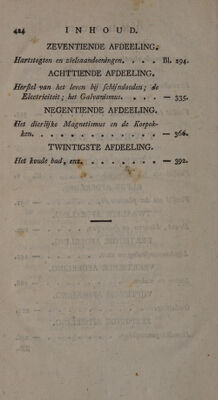 424 INHOUD.
ZEVENTIENDE AFDEELING.
Hartstogten en zielsaandoeningen. . . . Bl. 294.
ACHTTIENDE AFDEELING.
Herstel van het leven bij schijndooden; de
Electriciteit; het Galvanismus. . . . . — 335.
NEGENTIENDE AFDEELING.
Het dierlijke Magnetismus en de Koepok-
ken. . . . . . . . . . . . . — 366.
TWINTIGSTE AFDEELING.
Het koude bad, enz. . . . . . . . — 392.